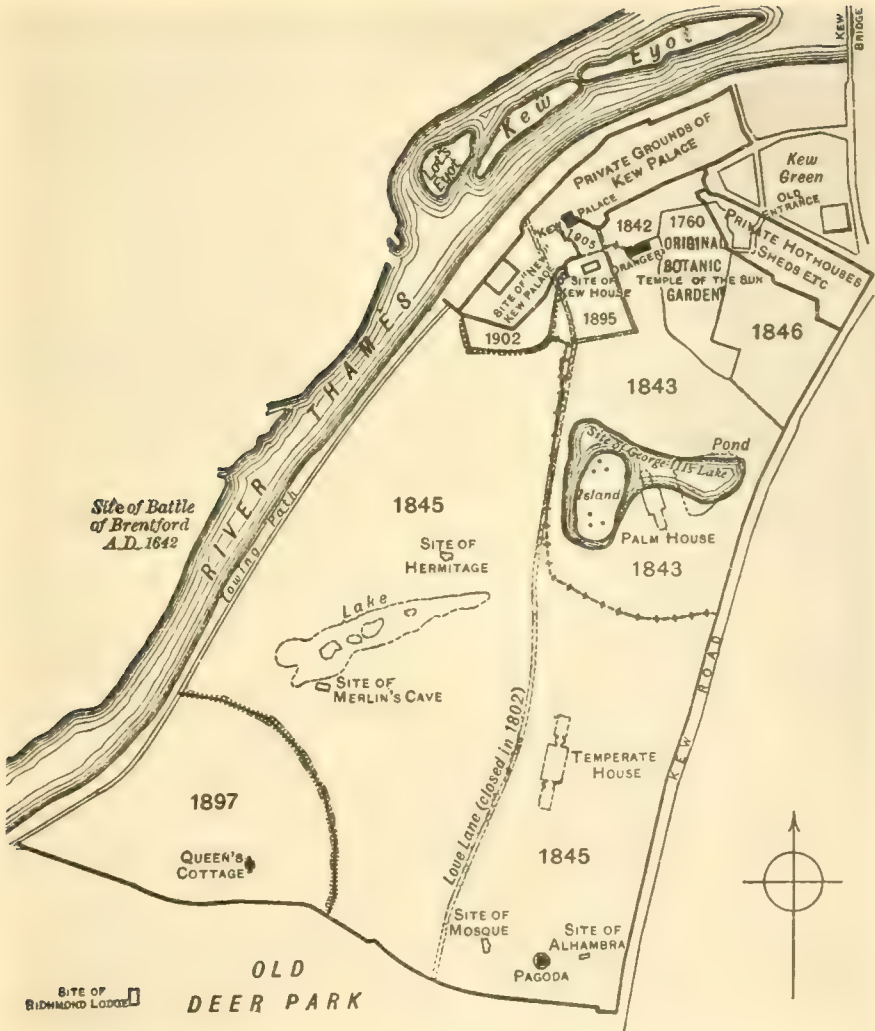 KEW
BRIDGE
Kew Eyot
Lot's
Eyot
PRIVATE GROUNDS OF
KEW PALACE
Kew
Green
OLD
ENTRANCE
KEW PALACE
1905
1842
1760
ORIGINAL
BOTANIC
GARDEN
ORANGERY
TEMPLE OF THE SUN
PRIVATE HOTHOUSES
SHEDS ETC
SITE OF "NEW"
KEW PALACE
SITE OF
KEW HOUSE
1895
1902
1846
1843
RIVER THAMES
Towing Path
Site of George III's Lake
Pond
Island
PALM HOUSE
1843
Site of Battle
of Brentford
A.D. 1642
1845
SITE OF
HERMITAGE
Lake
SITE OF
MERLIN'S CAVE
KEW ROAD
Love Lane (closed in 1802)
TEMPERATE
HOUSE
1897
QUEEN'S
COTTAGE
1845
SITE OF
MOSQUE
SITE OF
ALHAMBRA
PAGODA
OLD
DEER PARK
SITE OF
RICHMOND LODGE